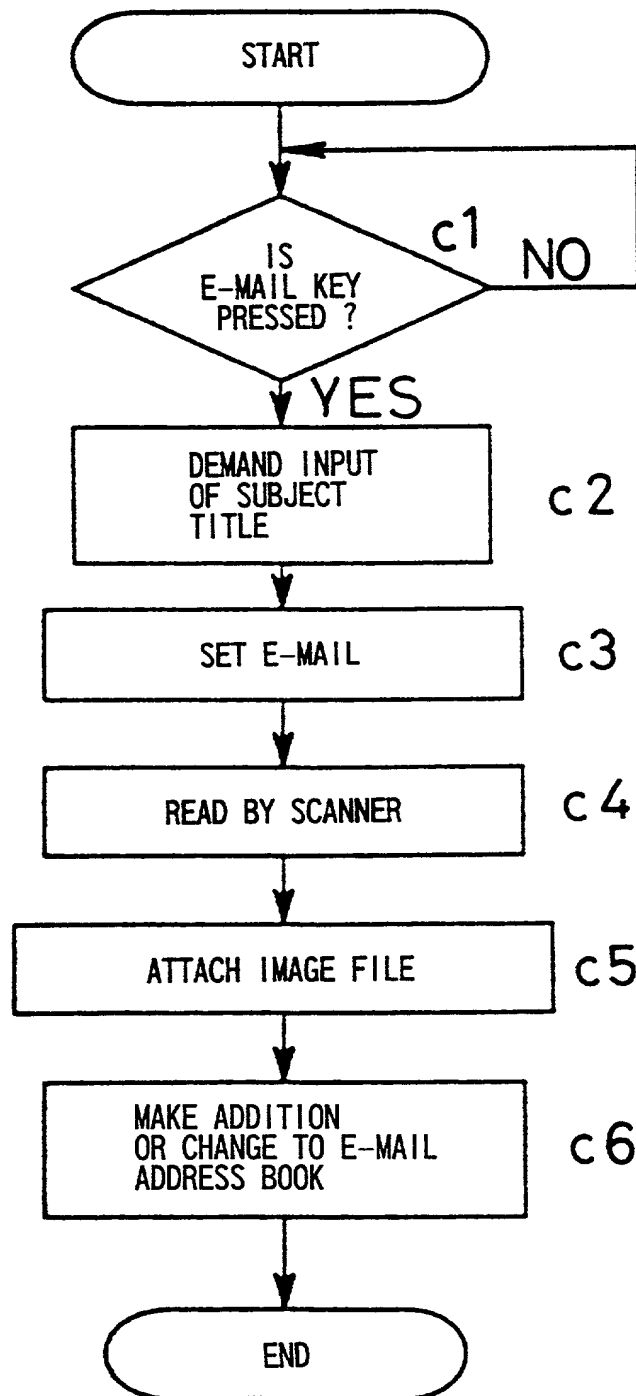 START
c1
IS
E-MAIL KEY
PRESSED ?
NO
YES
DEMAND INPUT
OF SUBJECT
TITLE
c2
SET E-MAIL
c3
READ BY SCANNER
c4
ATTACH IMAGE FILE
c5
MAKE ADDITION
OR CHANGE TO E-MAIL
ADDRESS BOOK
c6
END